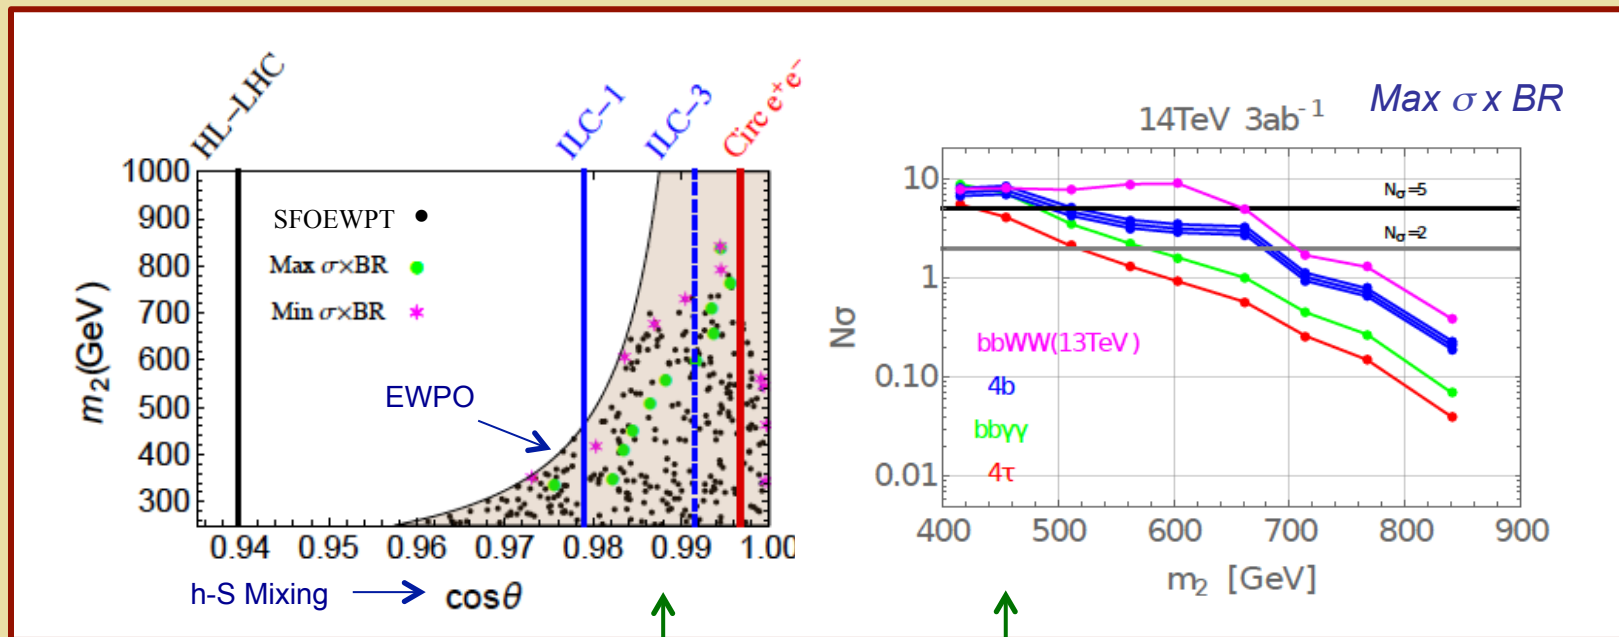 HL-LHC
ILC-1
ILC-3
Circ e⁺e⁻
1000
900
800
700
600
500
400
300
m₂(GeV)
SFOEWPT
Max σ×BR
Min σ×BR
EWPO
0.94 0.95 0.96 0.97 0.98 0.99 1.00
h-S Mixing
cosθ
Max σ x BR
14TeV 3ab⁻¹
10
1
0.10
0.01
Nσ
Nσ=5
Nσ=2
bbWW(13TeV)
4b
bbγγ
4τ
400 500 600 700 800 900
m₂ [GeV]